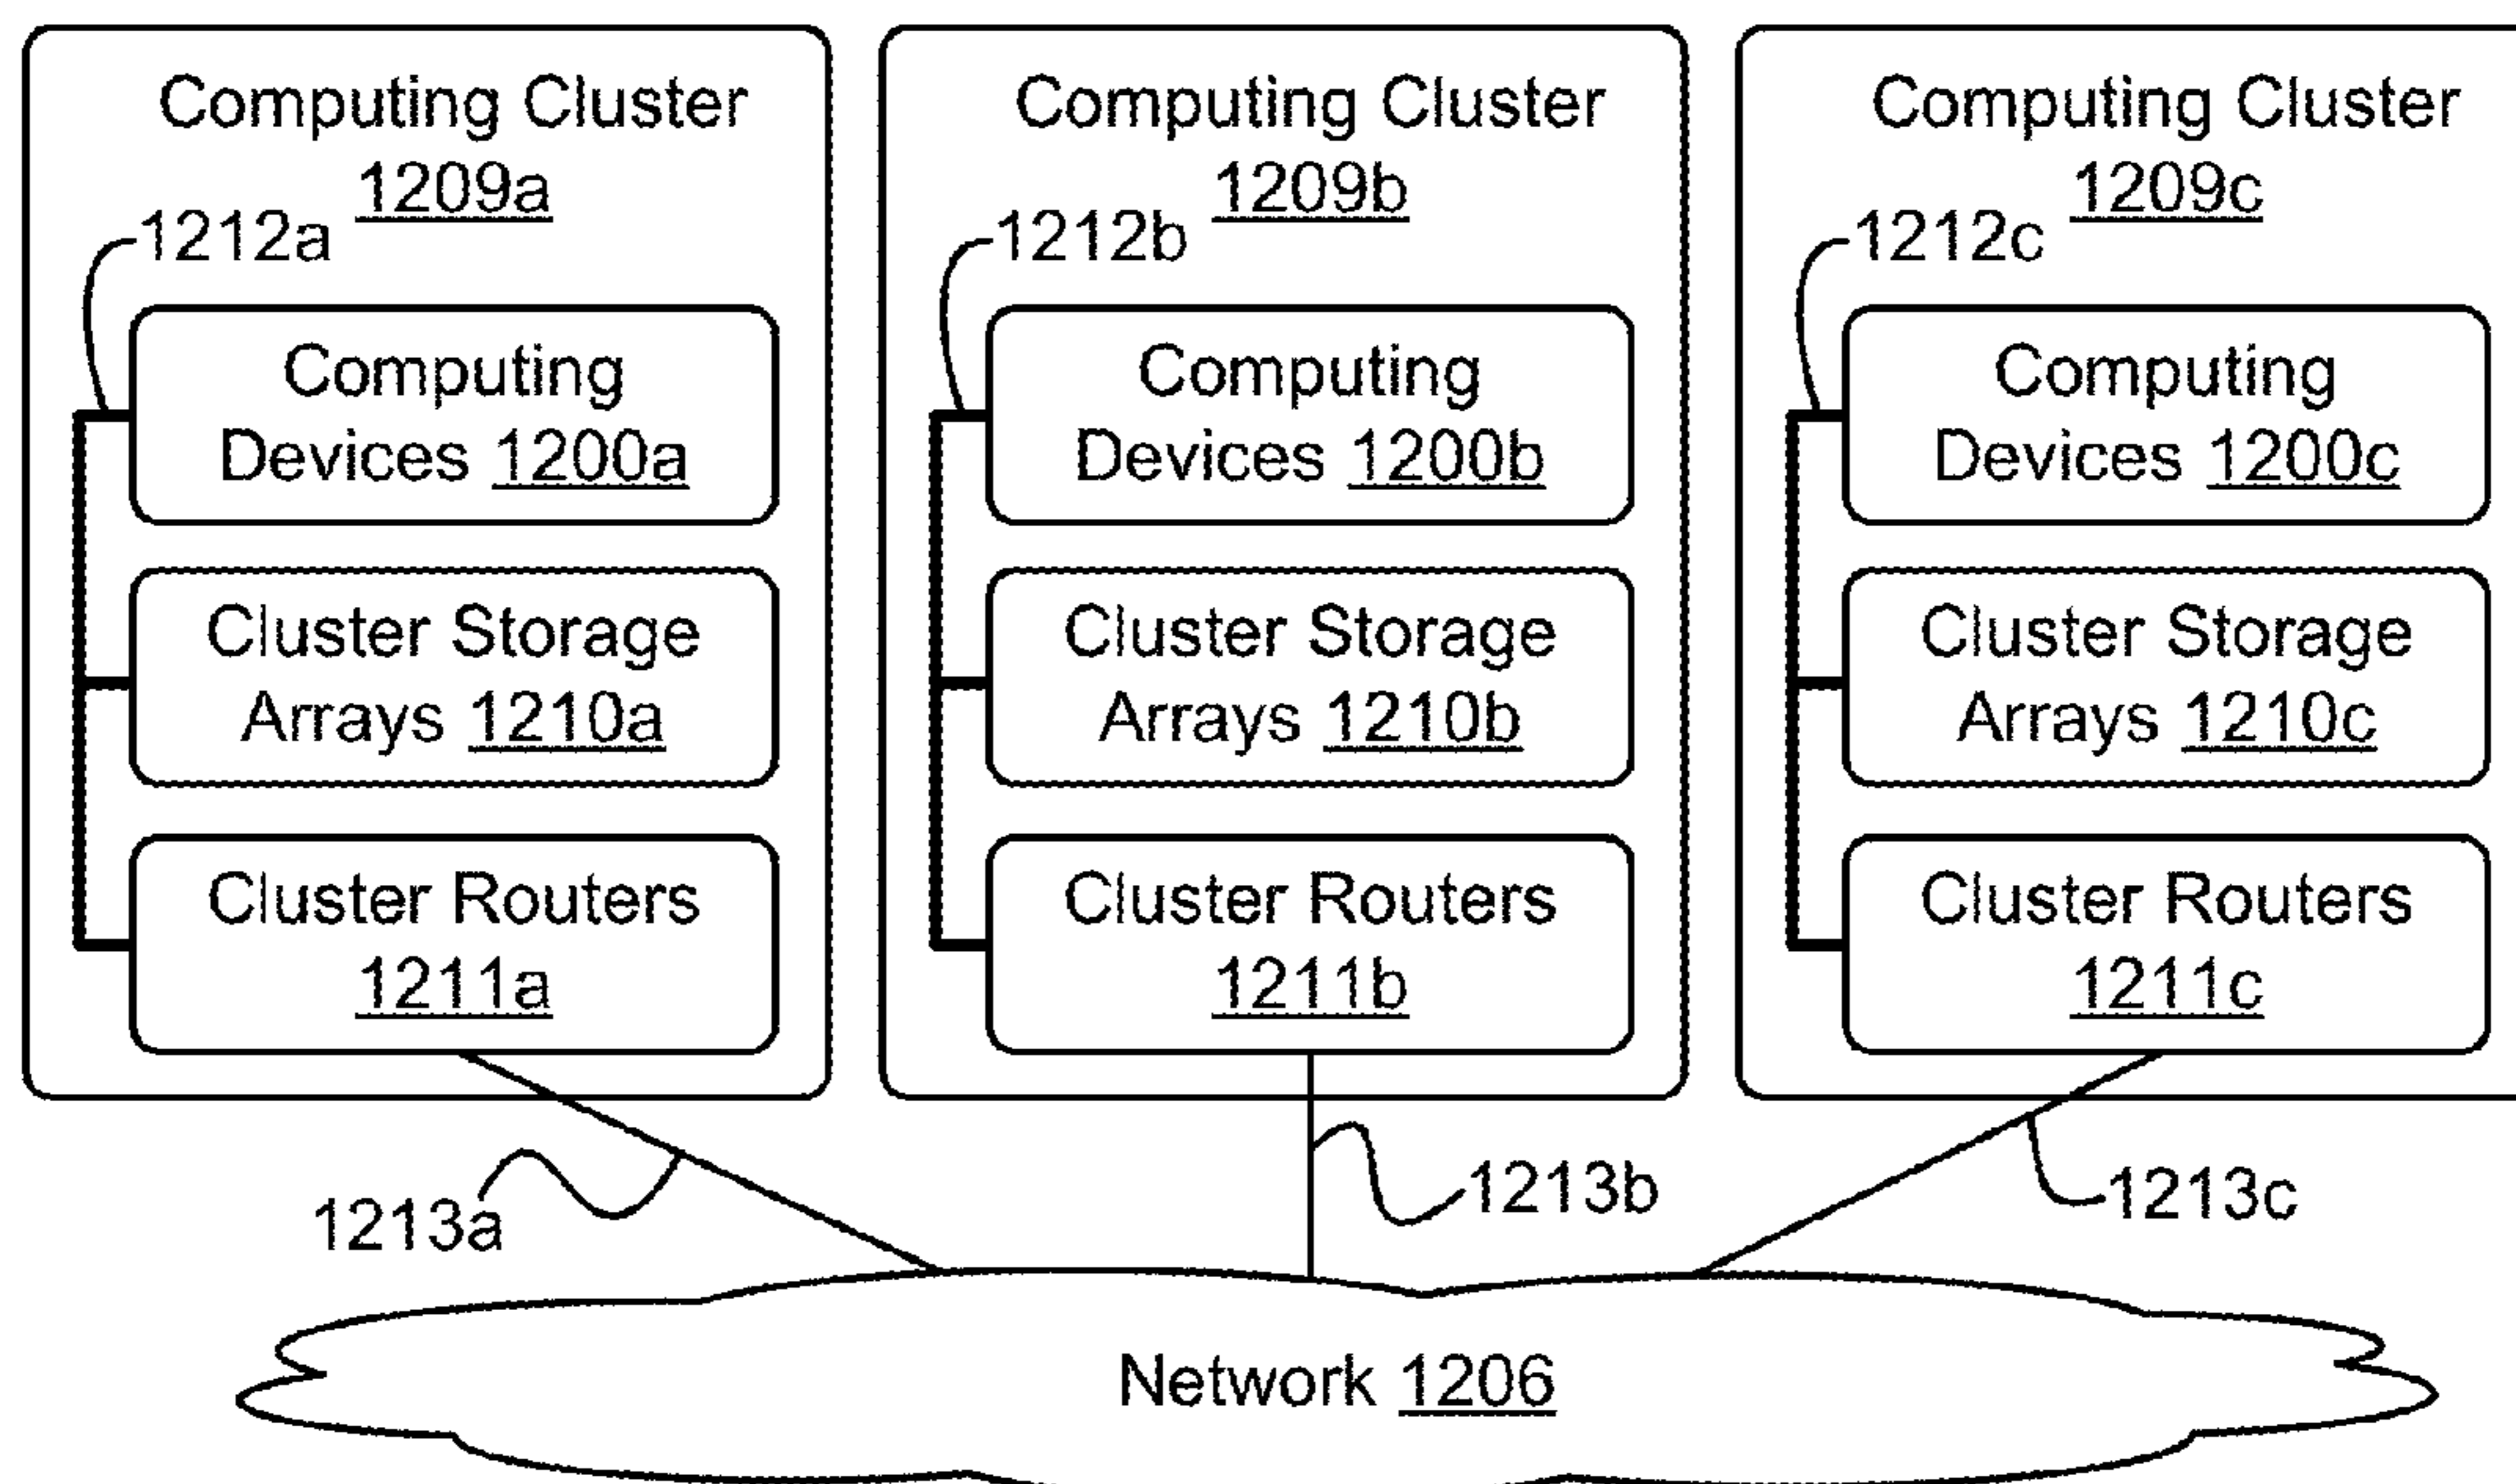 Computing Cluster
1209a
1212a
Computing
Devices 1200a
Cluster Storage
Arrays 1210a
Cluster Routers
1211a
Computing Cluster
1209b
1212b
Computing
Devices 1200b
Cluster Storage
Arrays 1210b
Cluster Routers
1211b
Computing Cluster
1209c
1212c
Computing
Devices 1200c
Cluster Storage
Arrays 1210c
Cluster Routers
1211c
1213a
1213b
1213c
Network 1206